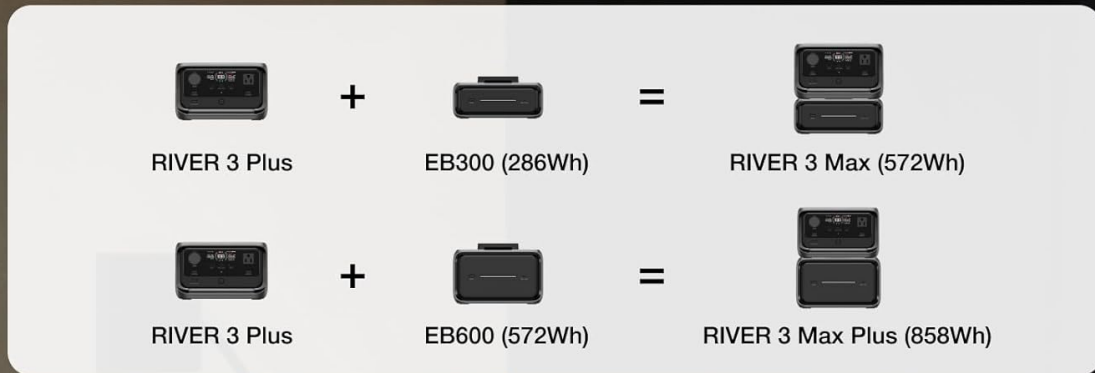 +
=
RIVER 3 Plus
EB300 (286Wh)
RIVER 3 Max (572Wh)
+
=
RIVER 3 Plus
EB600 (572Wh)
RIVER 3 Max Plus (858Wh)